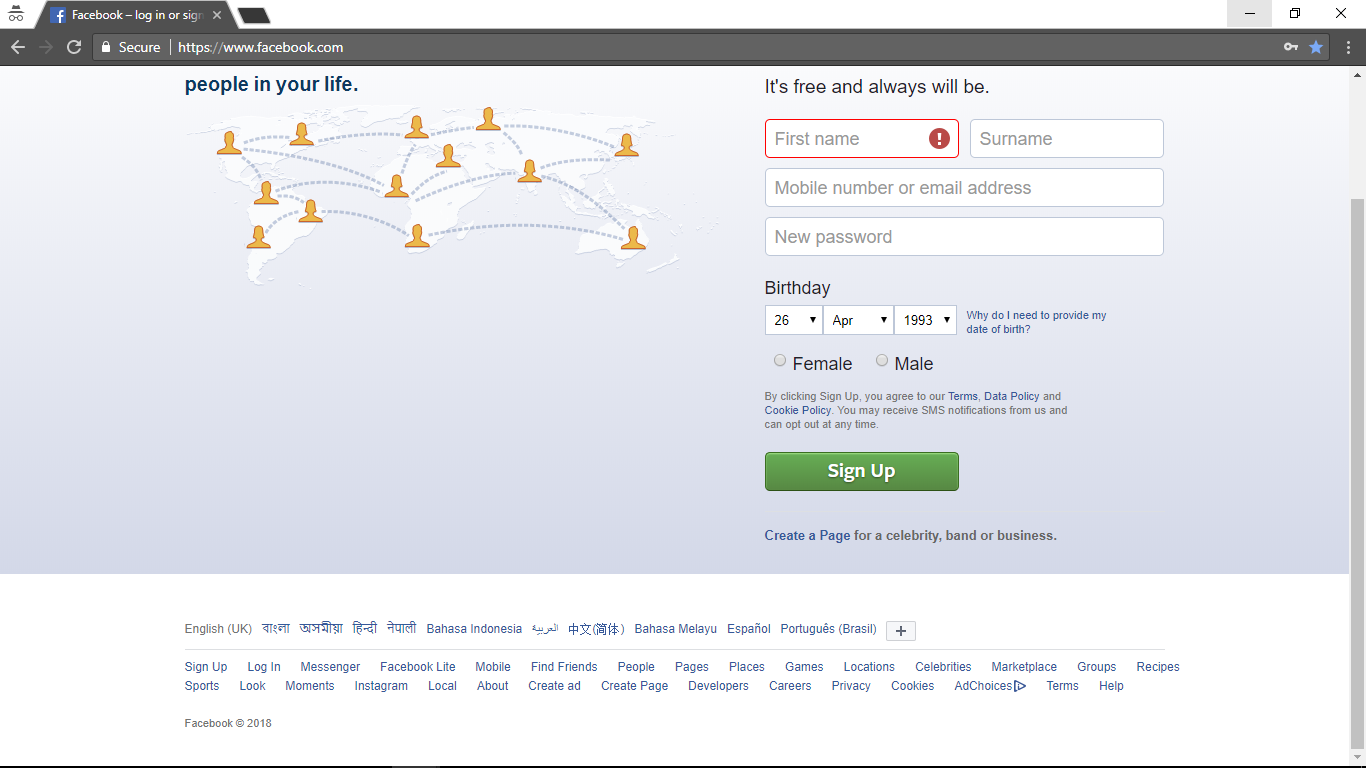 Facebook – log in or sign
Secure https://www.facebook.com
people in your life.
It's free and always will be.
First name Surname
Mobile number or email address
New password
Birthday
26 Apr 1993
Why do I need to provide my
date of birth?
Female Male
By clicking Sign Up, you agree to our Terms, Data Policy and
Cookie Policy. You may receive SMS notifications from us and
can opt out at any time.
Sign Up
Create a Page for a celebrity, band or business.
English (UK) বাংলা অসমীয়া हिन्दी नेपाली Bahasa Indonesia العربية 中文(简体) Bahasa Melayu Español Português (Brasil) +
Sign Up Log In Messenger Facebook Lite Mobile Find Friends People Pages Places Games Locations Celebrities Marketplace Groups Recipes
Sports Look Moments Instagram Local About Create ad Create Page Developers Careers Privacy Cookies AdChoices Terms Help
Facebook © 2018